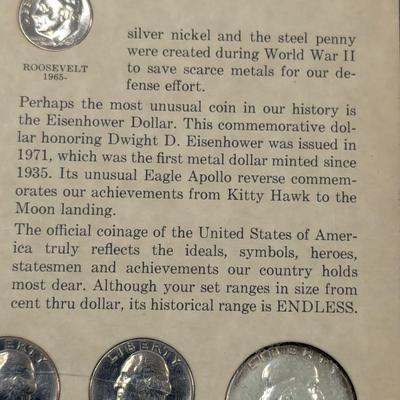 ROOSEVELT
1965-
silver nickel and the steel penny
were created during World War II
to save scarce metals for our de-
fense effort.
Perhaps the most unusual coin in our history is
the Eisenhower Dollar. This commemorative dol-
lar honoring Dwight D. Eisenhower was issued in
1971, which was the first metal dollar minted since
1935. Its unusual Eagle Apollo reverse commem-
orates our achievements from Kitty Hawk to the
Moon landing.
The official coinage of the United States of Amer-
ica truly reflects the ideals, symbols, heroes,
statesmen and achievements our country holds
most dear. Although your set ranges in size from
cent thru dollar, its historical range is ENDLESS.
LIBERTY
LIBERTY